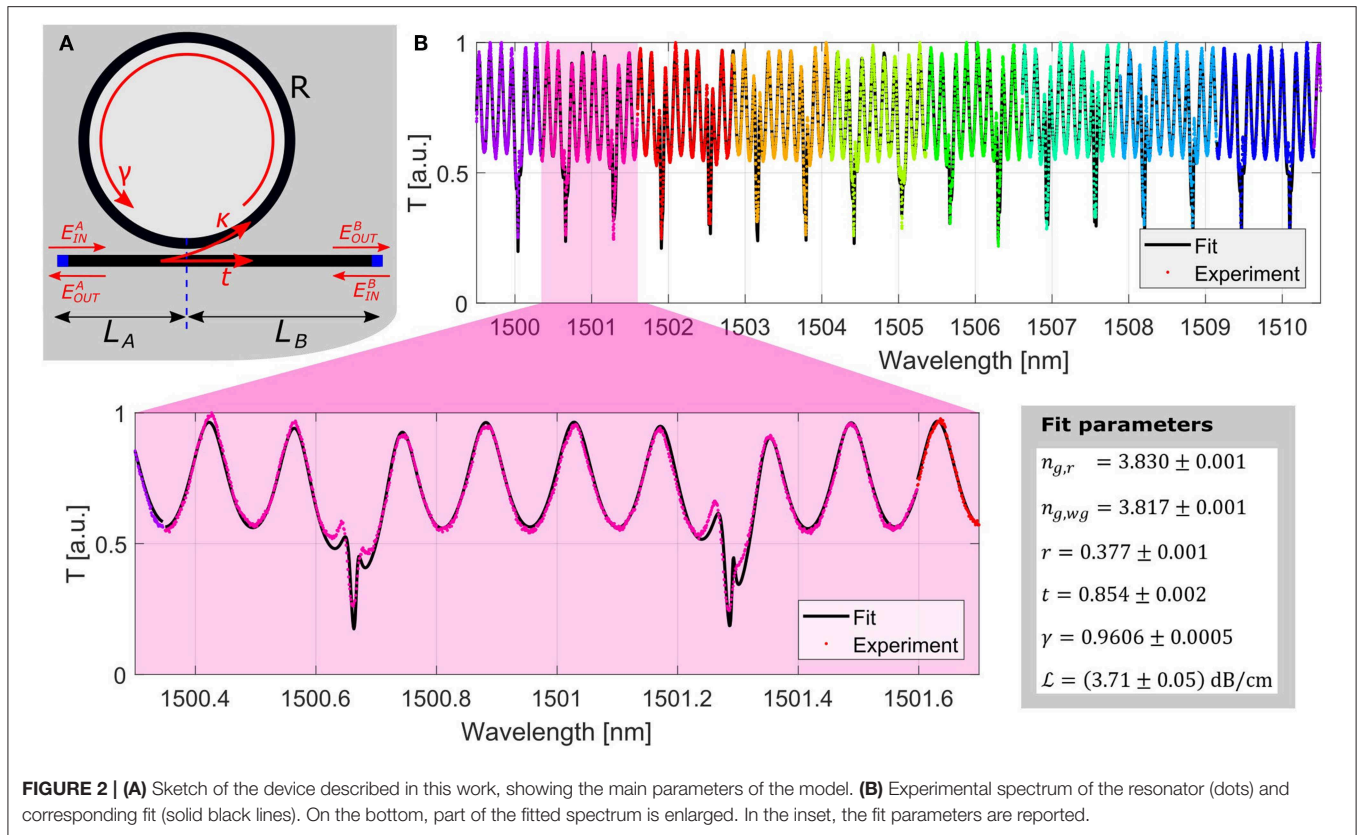 A
R
γ
κ
t
E_IN^A
E_OUT^A
E_OUT^B
E_IN^B
L_A
L_B
B
T [a.u.]
1
0.5
0
1500 1501 1502 1503 1504 1505 1506 1507 1508 1509 1510
Wavelength [nm]
Fit
Experiment
T [a.u.]
1
0.5
0
1500.4 1500.6 1500.8 1501 1501.2 1501.4 1501.6
Wavelength [nm]
Fit
Experiment
Fit parameters
n_g,r = 3.830 ± 0.001
n_g,wg = 3.817 ± 0.001
r = 0.377 ± 0.001
t = 0.854 ± 0.002
γ = 0.9606 ± 0.0005
ℒ = (3.71 ± 0.05) dB/cm
FIGURE 2 | (A) Sketch of the device described in this work, showing the main parameters of the model. (B) Experimental spectrum of the resonator (dots) and
corresponding fit (solid black lines). On the bottom, part of the fitted spectrum is enlarged. In the inset, the fit parameters are reported.